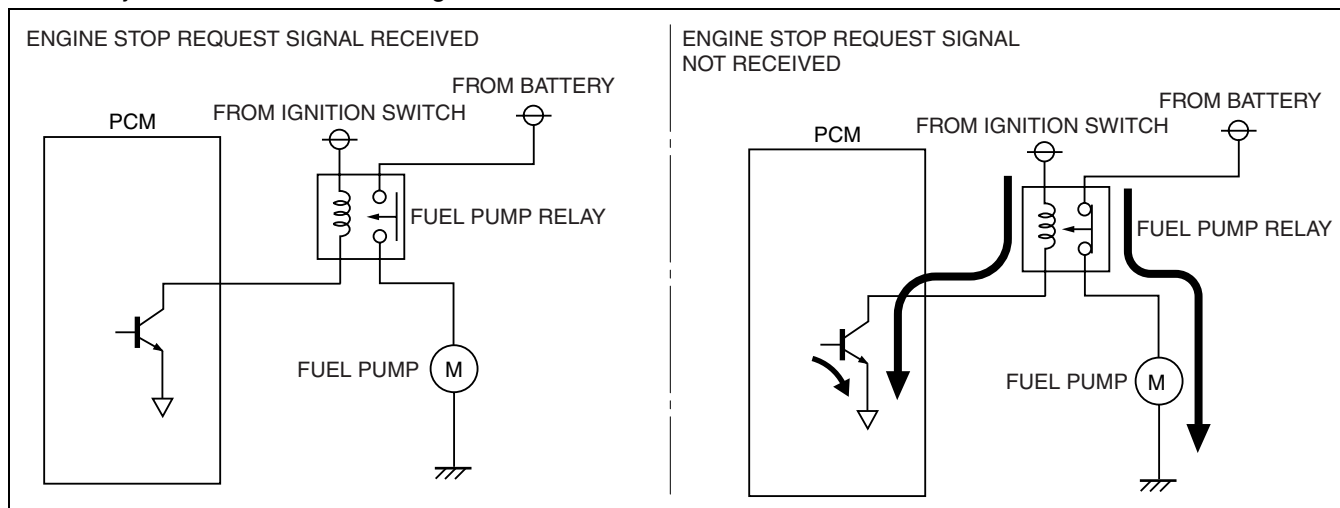 ENGINE STOP REQUEST SIGNAL RECEIVED
FROM BATTERY
FROM IGNITION SWITCH
PCM
FUEL PUMP RELAY
FUEL PUMP
M
ENGINE STOP REQUEST SIGNAL
NOT RECEIVED
FROM BATTERY
FROM IGNITION SWITCH
PCM
FUEL PUMP RELAY
FUEL PUMP
M